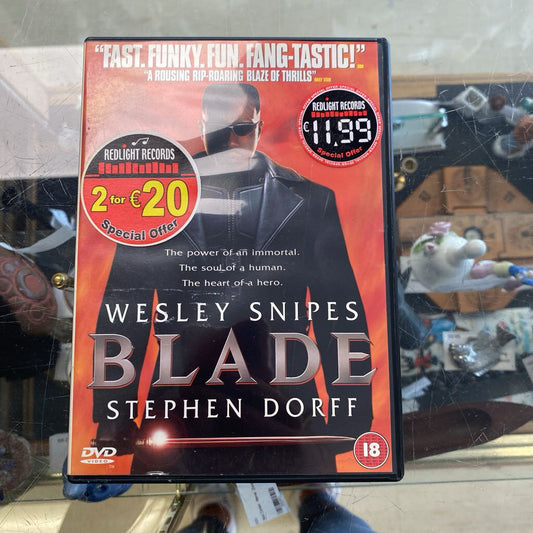 "FAST. FUNKY. FUN. FANG-TASTIC!"
"A ROUSING RIP-ROARING BLAZE OF THRILLS"
REDLIGHT RECORDS
€11.99
Special Offer
REDLIGHT RECORDS
2 for €20
Special Offer
The power of an immortal.
The soul of a human.
The heart of a hero.
WESLEY SNIPES
BLADE
STEPHEN DORFF
DVD
VIDEO
18